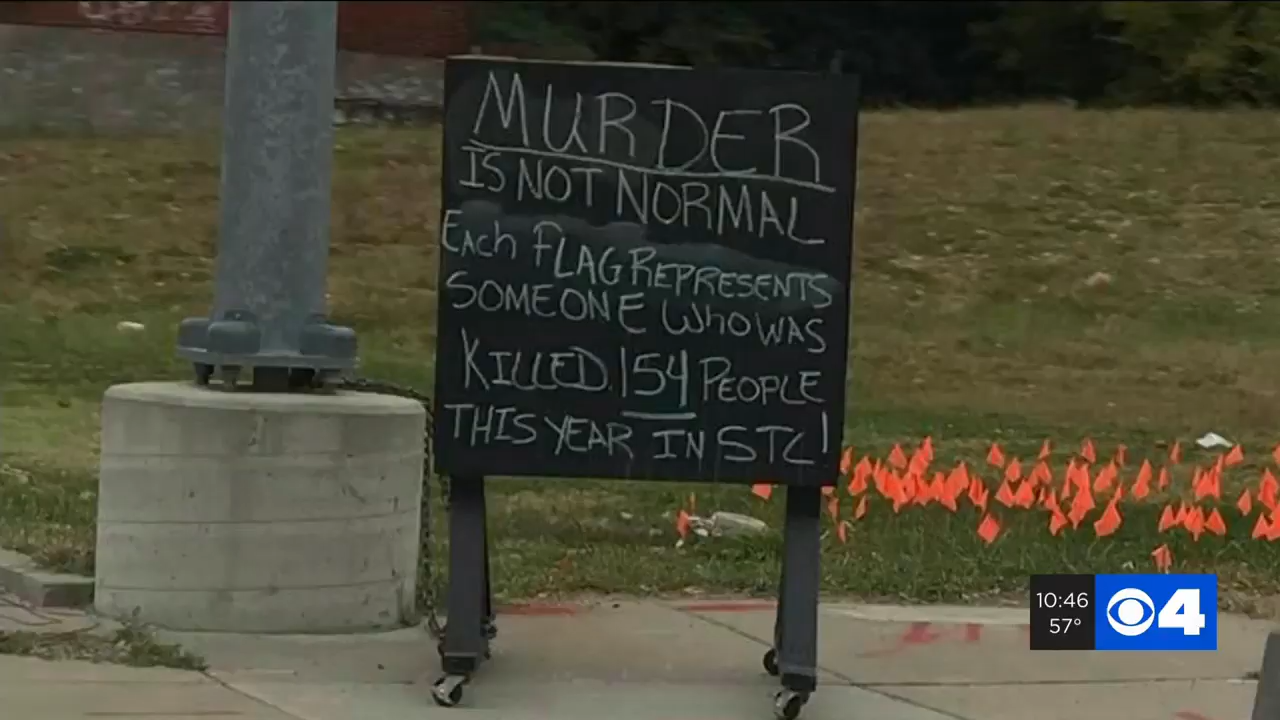 MURDER
IS NOT NORMAL
Each FLAG REPRESENTS
SOMEONE WhO WAS
KILLED. 154 PEOPLE
THIS YEAR IN STL!
10:46
57°
4